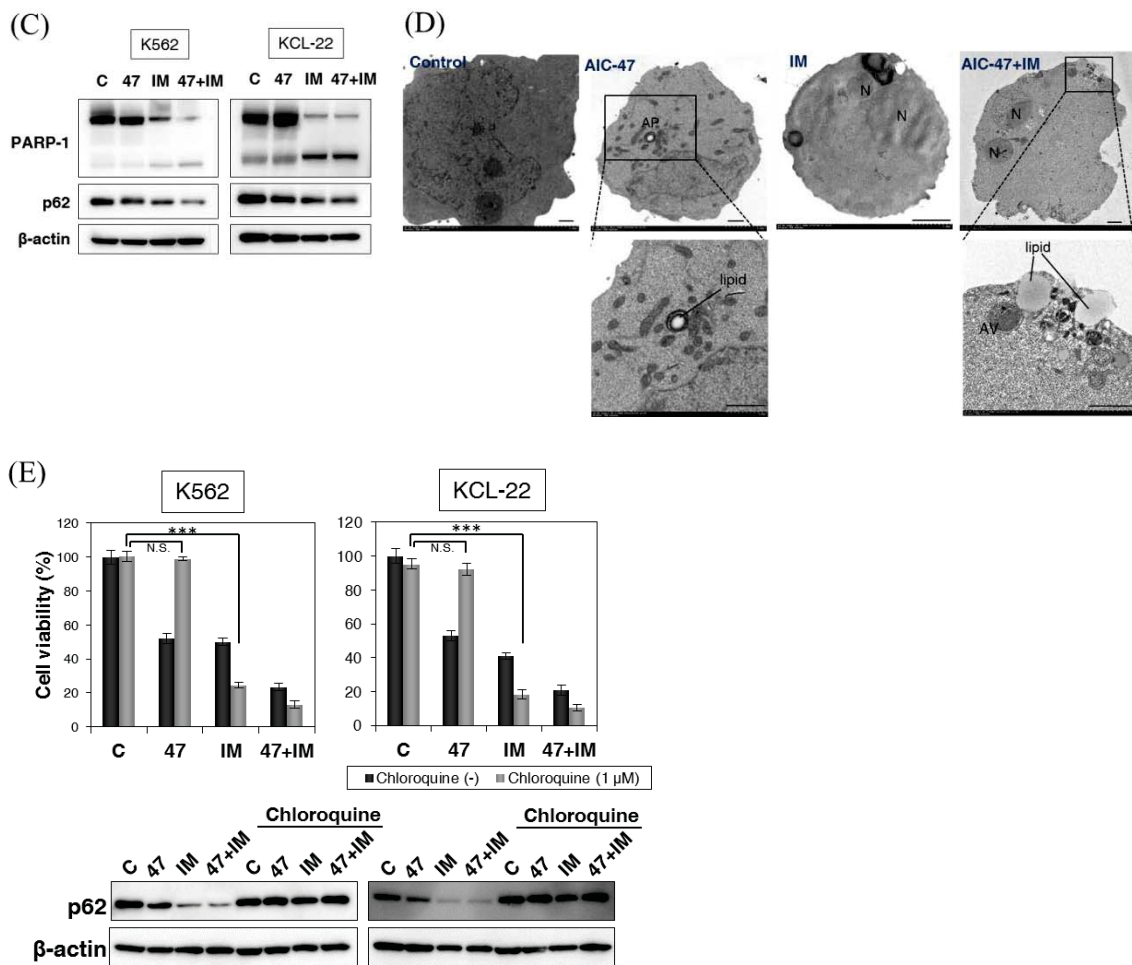 (C)
K562 KCL-22
C 47 IM 47+IM C 47 IM 47+IM
PARP-1
p62
β-actin
(D)
Control AIC-47 IM AIC-47+IM
AP N N N N
lipid lipid
AV
(E)
K562 KCL-22
Cell viability (%)
120 *** 120 ***
N.S. N.S.
100 100
80 80
60 60
40 40
20 20
0 0
C 47 IM 47+IM C 47 IM 47+IM
Chloroquine (-) Chloroquine (1 µM)
Chloroquine Chloroquine
C 47 IM 47+IM C 47 IM 47+IM C 47 IM 47+IM C 47 IM 47+IM
p62
β-actin